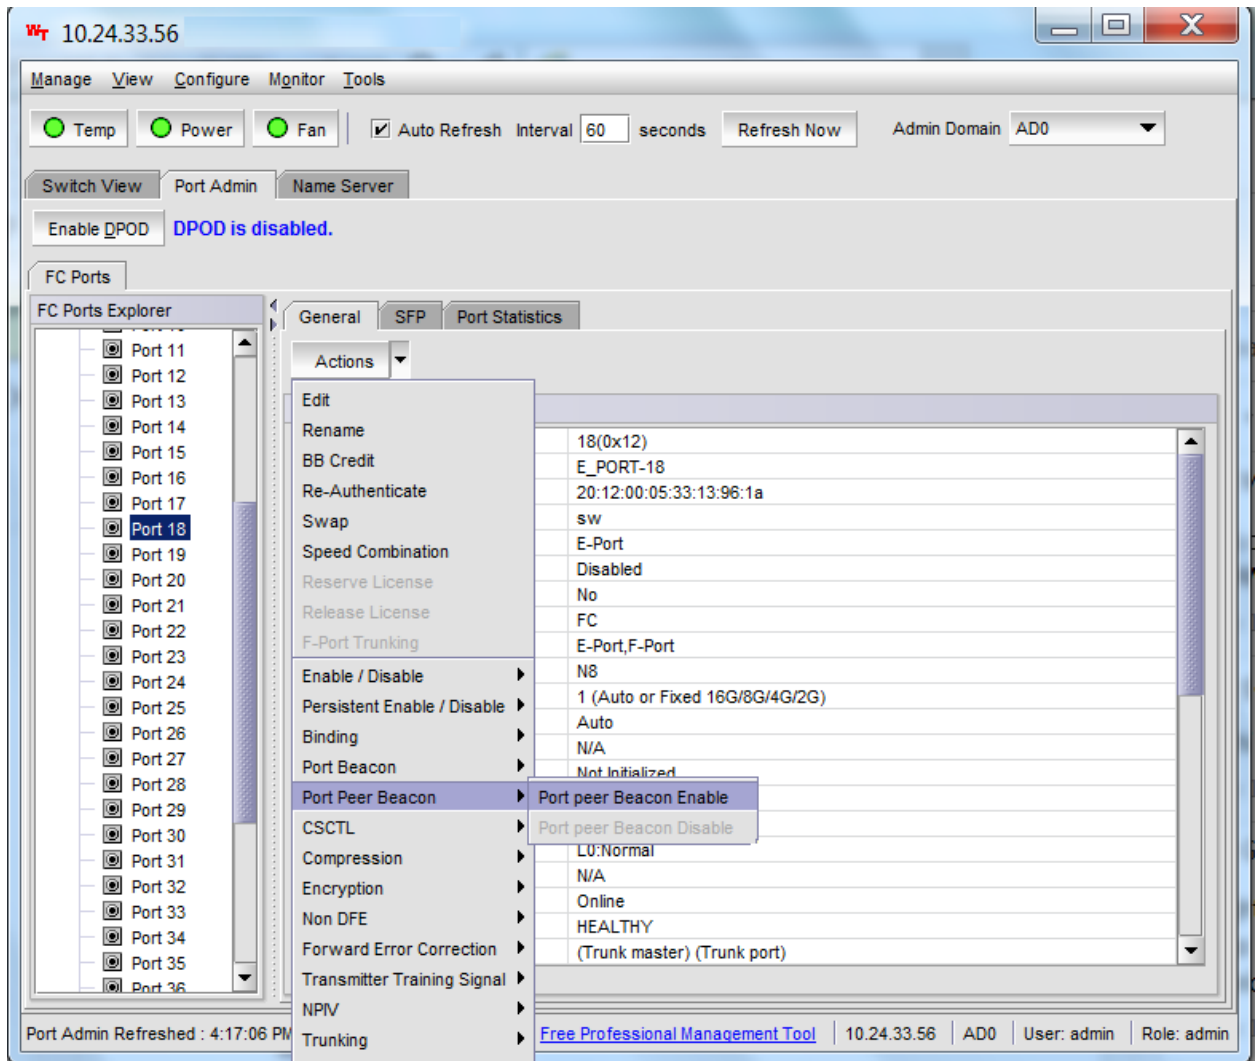 WT 10.24.33.56
Manage View Configure Monitor Tools
Temp Power Fan Auto Refresh Interval 60 seconds Refresh Now Admin Domain AD0
Switch View Port Admin Name Server
Enable DPOD DPOD is disabled.
FC Ports
FC Ports Explorer
Port 11
Port 12
Port 13
Port 14
Port 15
Port 16
Port 17
Port 18
Port 19
Port 20
Port 21
Port 22
Port 23
Port 24
Port 25
Port 26
Port 27
Port 28
Port 29
Port 30
Port 31
Port 32
Port 33
Port 34
Port 35
Port 36
General SFP Port Statistics
Actions
Edit
Rename
BB Credit
Re-Authenticate
Swap
Speed Combination
Reserve License
Release License
F-Port Trunking
Enable / Disable
Persistent Enable / Disable
Binding
Port Beacon
Port Peer Beacon
CSCTL
Compression
Encryption
Non DFE
Forward Error Correction
Transmitter Training Signal
NPIV
Trunking
Port peer Beacon Enable
Port peer Beacon Disable
18(0x12)
E_PORT-18
20:12:00:05:33:13:96:1a
sw
E-Port
Disabled
No
FC
E-Port,F-Port
N8
1 (Auto or Fixed 16G/8G/4G/2G)
Auto
N/A
Not Initialized
L0:Normal
N/A
Online
HEALTHY
(Trunk master) (Trunk port)
Port Admin Refreshed : 4:17:06 PM Free Professional Management Tool 10.24.33.56 AD0 User: admin Role: admin